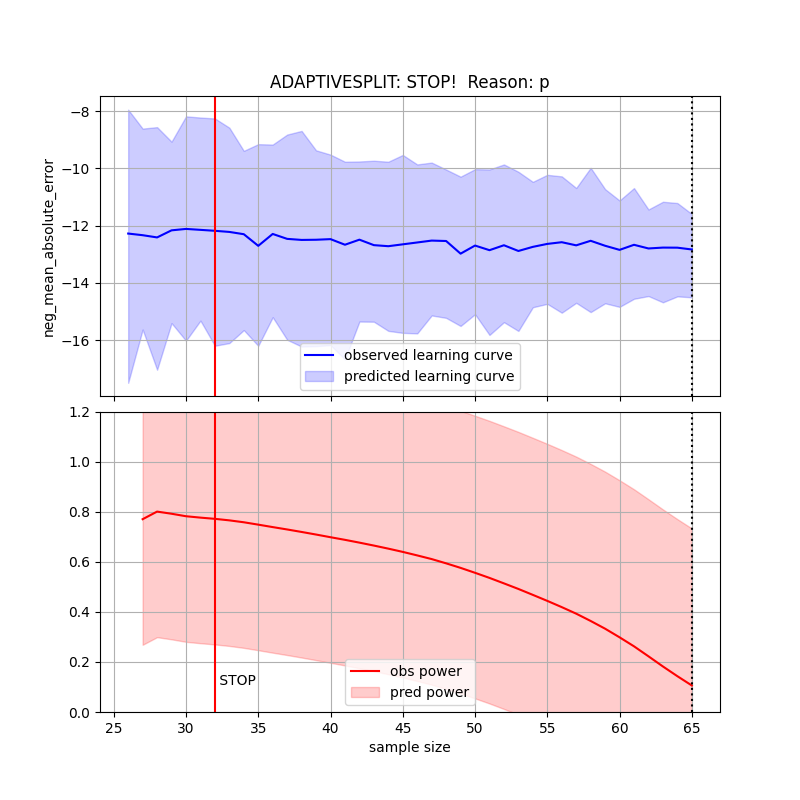 ADAPTIVESPLIT: STOP!  Reason: p
neg_mean_absolute_error
−8
−10
−12
−14
−16
observed learning curve
predicted learning curve
1.2
1.0
0.8
0.6
0.4
0.2
0.0
STOP
obs power
pred power
25 30 35 40 45 50 55 60 65
sample size